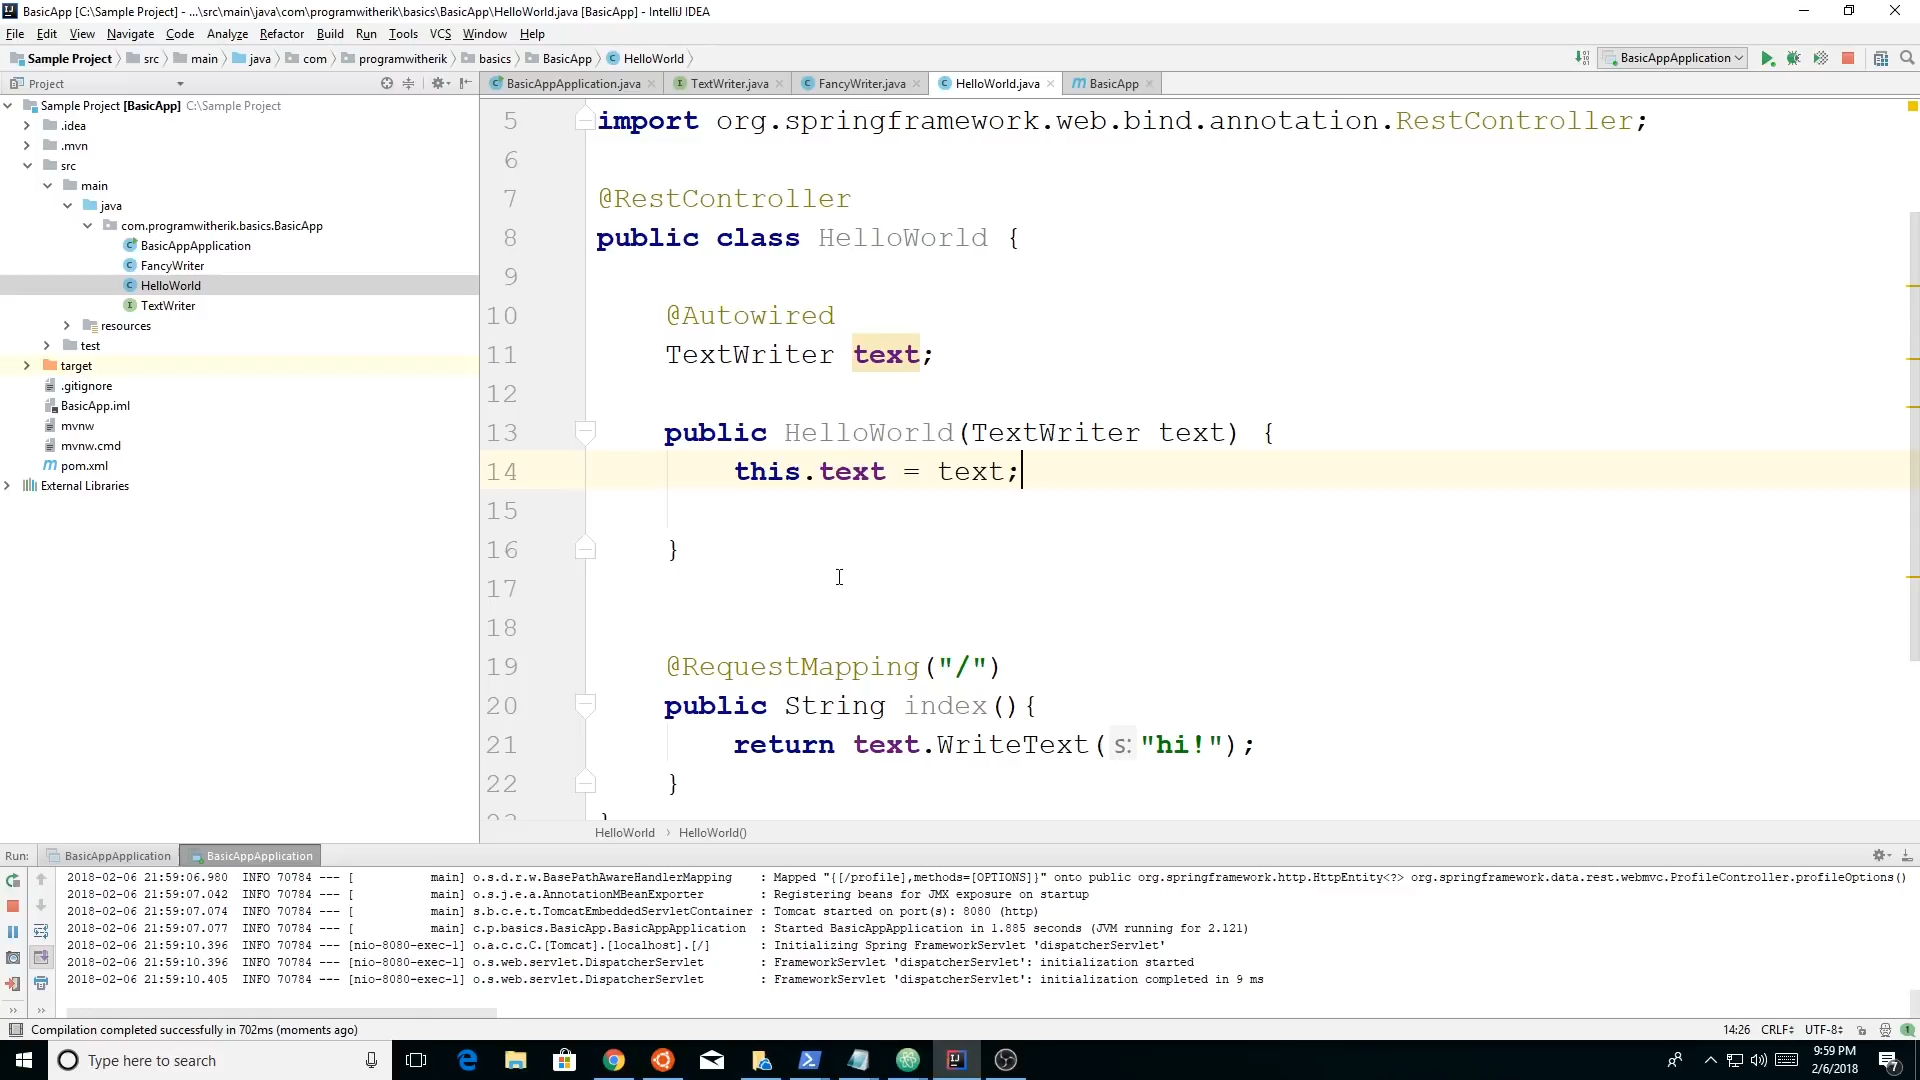 BasicApp [C:\Sample Project] - ...\src\main\java\com\programwitherik\basics\BasicApp\HelloWorld.java [BasicApp] - IntelliJ IDEA
File Edit View Navigate Code Analyze Refactor Build Run Tools VCS Window Help
Sample Project src main java com programwitherik basics BasicApp HelloWorld BasicAppApplication
Project BasicAppApplication.java TextWriter.java FancyWriter.java HelloWorld.java BasicApp
Sample Project [BasicApp] C:\Sample Project
.idea
.mvn
src
main
java
com.programwitherik.basics.BasicApp
BasicAppApplication
FancyWriter
HelloWorld
TextWriter
resources
test
target
.gitignore
BasicApp.iml
mvnw
mvnw.cmd
pom.xml
External Libraries
5 import org.springframework.web.bind.annotation.RestController;
6
7 @RestController
8 public class HelloWorld {
9
10 @Autowired
11 TextWriter text;
12
13 public HelloWorld(TextWriter text) {
14 this.text = text;
15
16 }
17
18
19 @RequestMapping("/")
20 public String index(){
21 return text.WriteText( s: "hi!");
22 }
HelloWorld › HelloWorld()
Run: BasicAppApplication BasicAppApplication
2018-02-06 21:59:06.980 INFO 70784 --- [ main] o.s.d.r.w.BasePathAwareHandlerMapping : Mapped "{[/profile],methods=[OPTIONS]}" onto public org.springframework.http.HttpEntity<?> org.springframework.data.rest.webmvc.ProfileController.profileOptions()
2018-02-06 21:59:07.042 INFO 70784 --- [ main] o.s.j.e.a.AnnotationMBeanExporter : Registering beans for JMX exposure on startup
2018-02-06 21:59:07.074 INFO 70784 --- [ main] s.b.c.e.t.TomcatEmbeddedServletContainer : Tomcat started on port(s): 8080 (http)
2018-02-06 21:59:07.077 INFO 70784 --- [ main] c.p.basics.BasicApp.BasicAppApplication : Started BasicAppApplication in 1.885 seconds (JVM running for 2.121)
2018-02-06 21:59:10.396 INFO 70784 --- [nio-8080-exec-1] o.a.c.c.C.[Tomcat].[localhost].[/] : Initializing Spring FrameworkServlet 'dispatcherServlet'
2018-02-06 21:59:10.396 INFO 70784 --- [nio-8080-exec-1] o.s.web.servlet.DispatcherServlet : FrameworkServlet 'dispatcherServlet': initialization started
2018-02-06 21:59:10.405 INFO 70784 --- [nio-8080-exec-1] o.s.web.servlet.DispatcherServlet : FrameworkServlet 'dispatcherServlet': initialization completed in 9 ms
Compilation completed successfully in 702ms (moments ago) 14:26 CRLF UTF-8
Type here to search
9:59 PM
2/6/2018